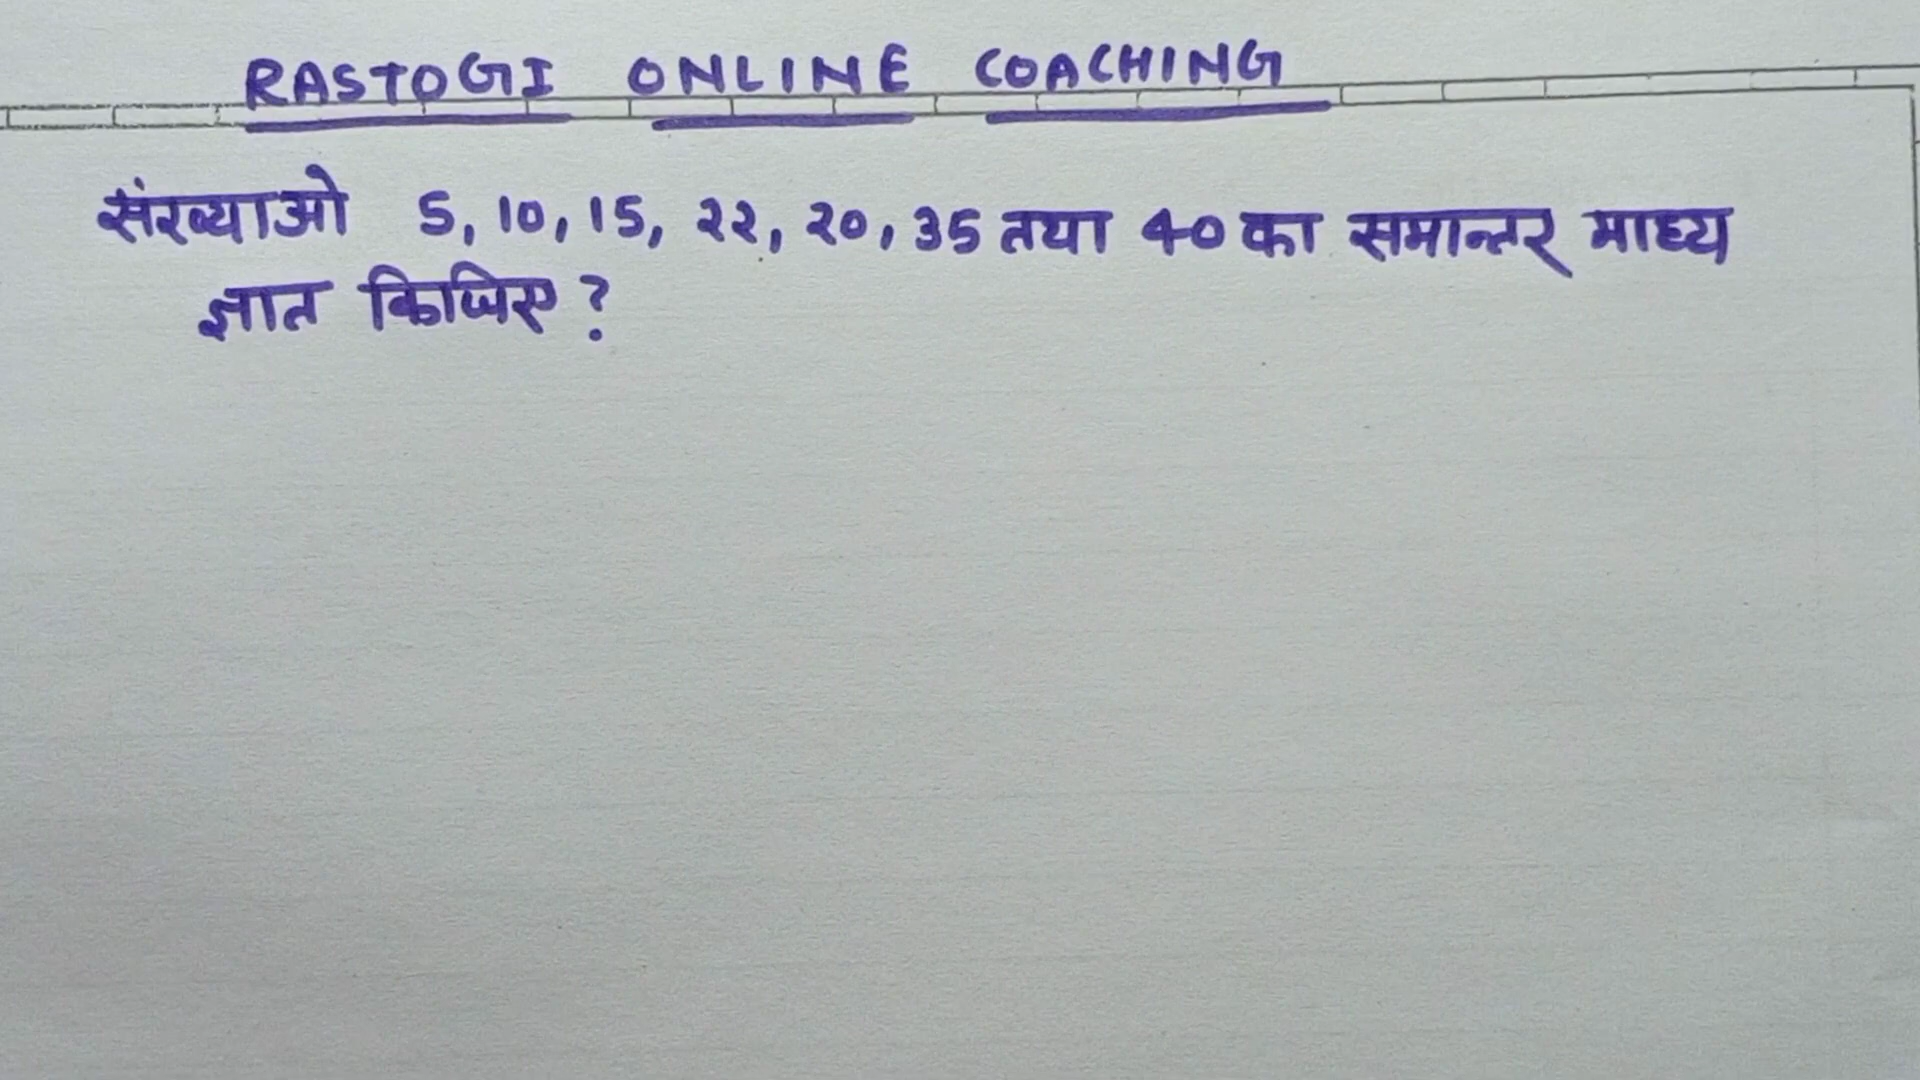 RASTOGI ONLINE COACHING
संख्याओ 5, 10, 15, 22, 20, 35 तथा 40 का समान्तर माध्य
ज्ञात किजिए ?